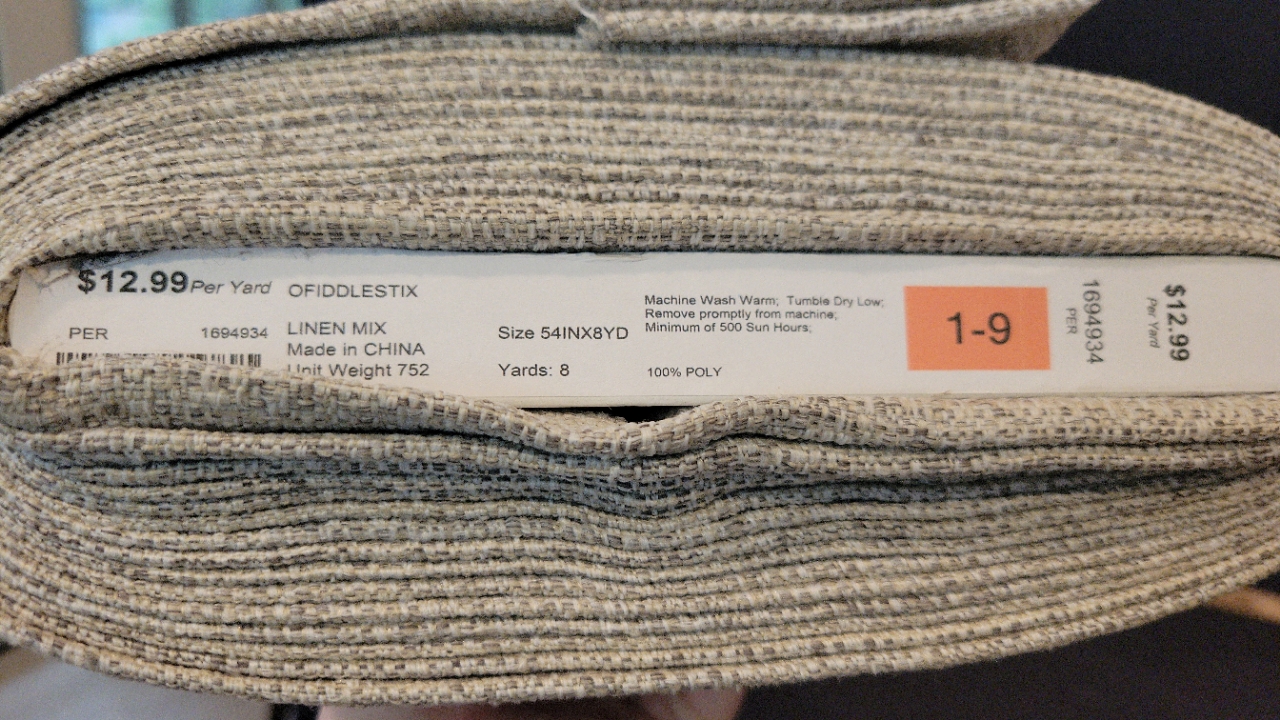 $12.99 Per Yard
PER 1694934
OFIDDLESTIX
LINEN MIX
Made in CHINA
Unit Weight 752
Size 54INX8YD
Yards: 8
Machine Wash Warm; Tumble Dry Low;
Remove promptly from machine;
Minimum of 500 Sun Hours;
100% POLY
1-9
1694934
PER
$12.99
Per Yard